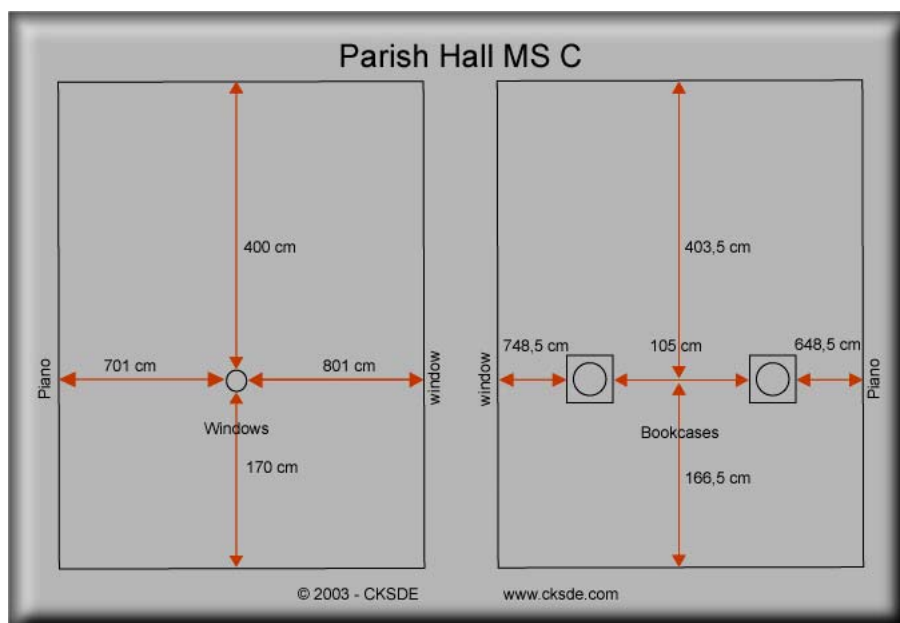 Parish Hall MS C
400 cm
403,5 cm
701 cm
801 cm
748,5 cm
105 cm
648,5 cm
Piano
window
window
Piano
Windows
Bookcases
170 cm
166,5 cm
© 2003 - CKSDE
www.cksde.com